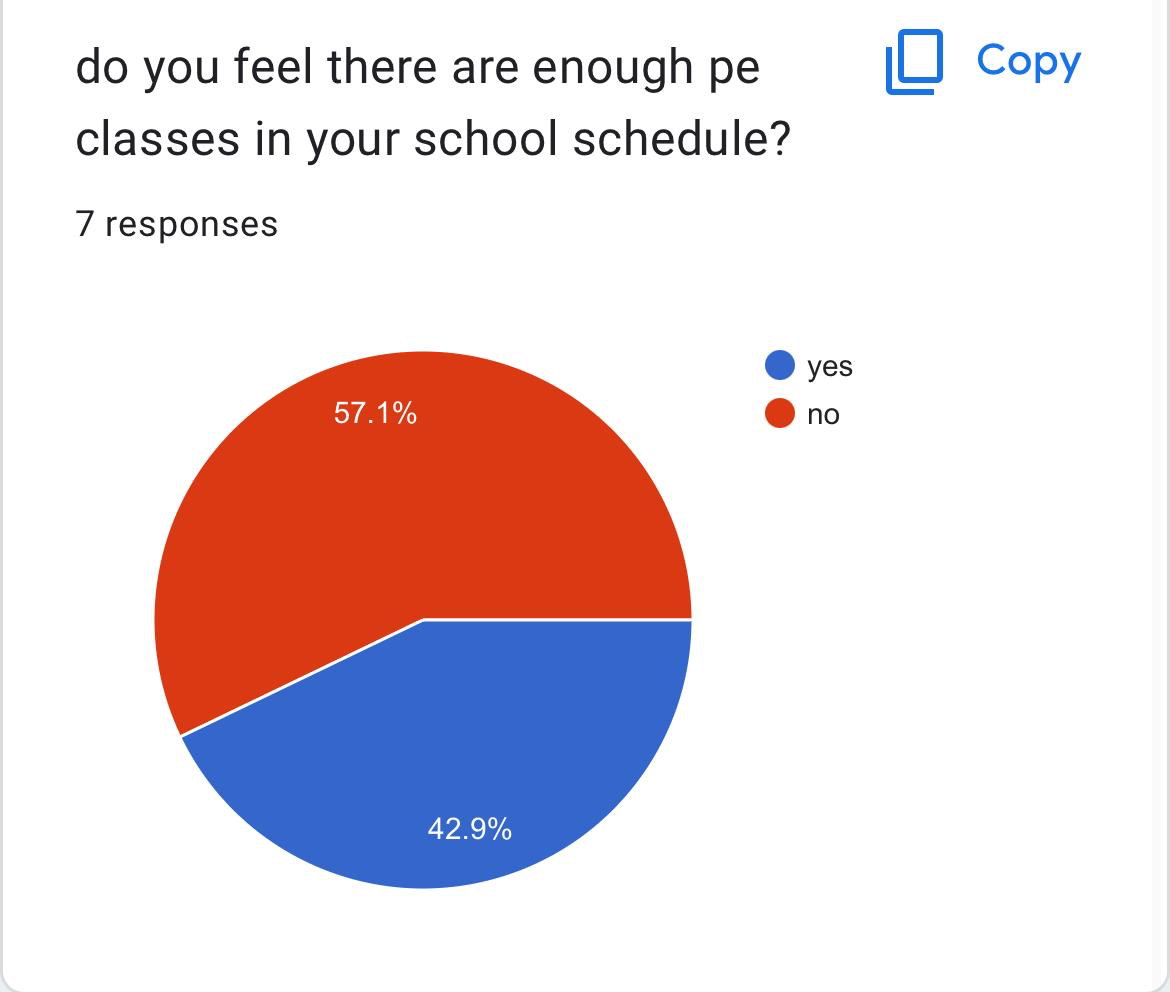 do you feel there are enough pe
classes in your school schedule?
Copy
7 responses
yes
no
57.1%
42.9%